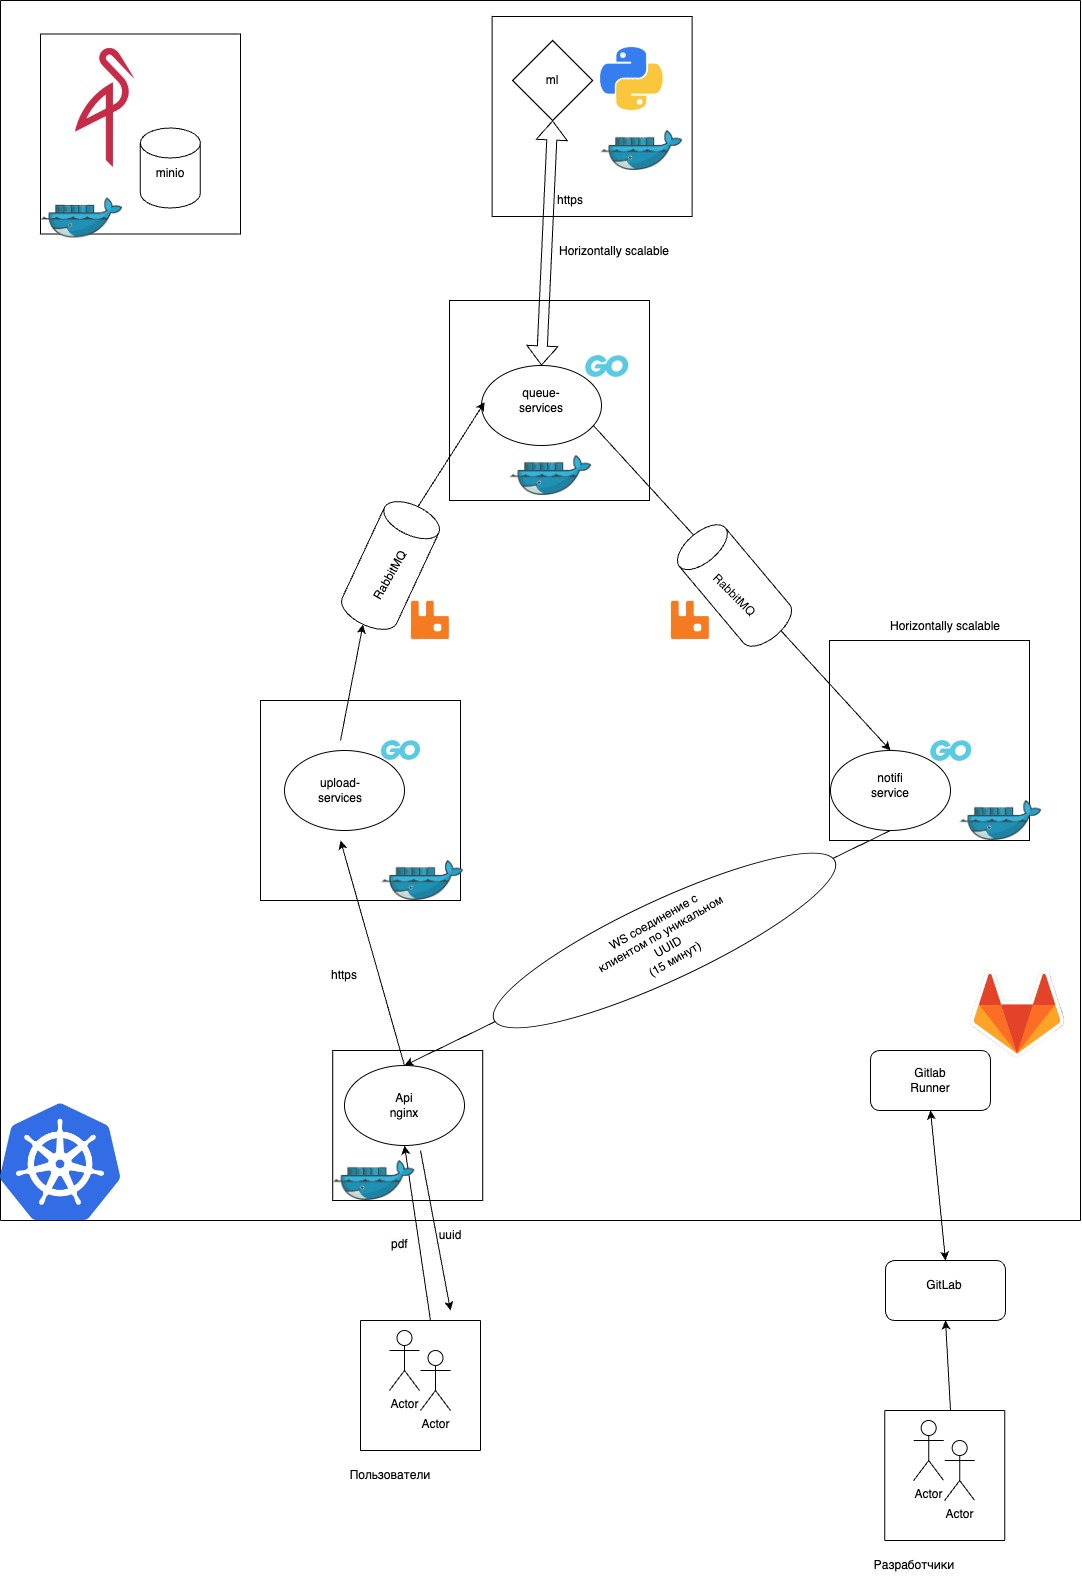 ml
minio
https
Horizontally scalable
GO
queue-
services
RabbitMQ
RabbitMQ
Horizontally scalable
GO
upload-
services
GO
notifi
service
WS соединение с
клиентом по уникальном
UUID
(15 минут)
https
Api
nginx
Gitlab
Runner
pdf
uuid
GitLab
Actor
Actor
Пользователи
Actor
Actor
Разработчики